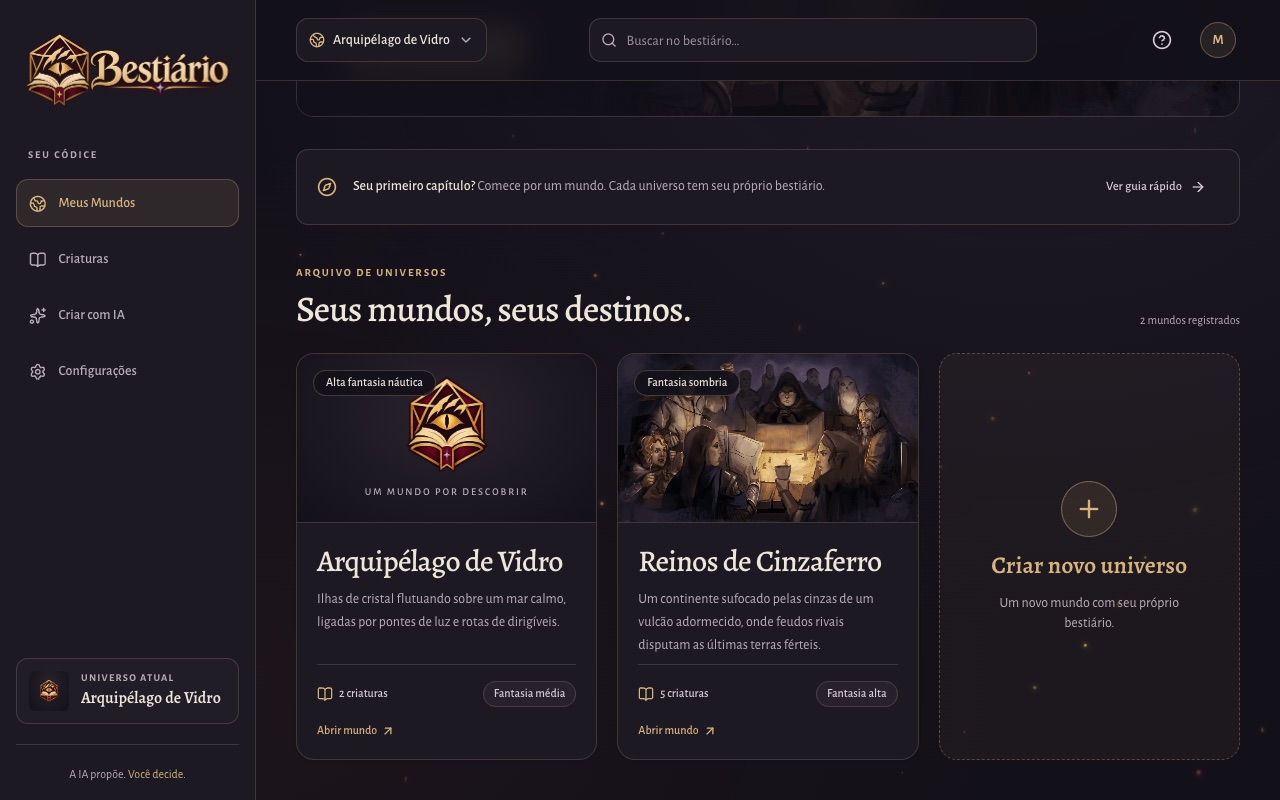 Bestiário
SEU CÓDICE
Meus Mundos
Criaturas
Criar com IA
Configurações
UNIVERSO ATUAL
Arquipélago de Vidro
A IA propõe. Você decide.
Arquipélago de Vidro
Buscar no bestiário...
M
Seu primeiro capítulo? Comece por um mundo. Cada universo tem seu próprio bestiário.
Ver guia rápido
ARQUIVO DE UNIVERSOS
Seus mundos, seus destinos.
2 mundos registrados
Alta fantasia náutica
UM MUNDO POR DESCOBRIR
Arquipélago de Vidro
Ilhas de cristal flutuando sobre um mar calmo,
ligadas por pontes de luz e rotas de dirigíveis.
2 criaturas
Fantasia média
Abrir mundo
Fantasia sombria
Reinos de Cinzaferro
Um continente sufocado pelas cinzas de um
vulcão adormecido, onde feudos rivais
disputam as últimas terras férteis.
5 criaturas
Fantasia alta
Abrir mundo
Criar novo universo
Um novo mundo com seu próprio
bestiário.